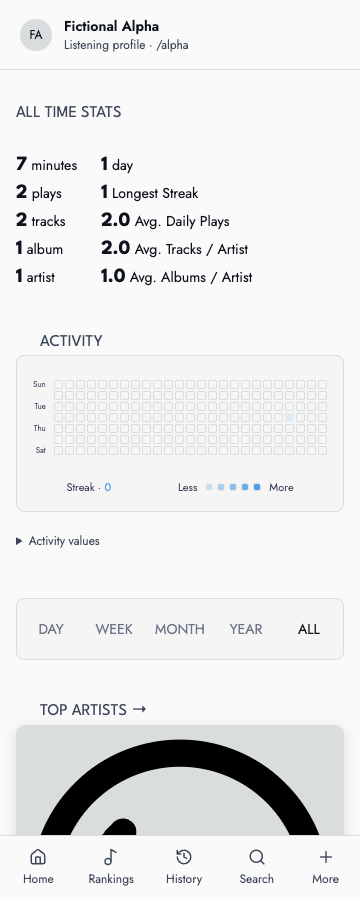 FA
Fictional Alpha
Listening profile · /alpha
ALL TIME STATS
7 minutes
2 plays
2 tracks
1 album
1 artist
1 day
1 Longest Streak
2.0 Avg. Daily Plays
2.0 Avg. Tracks / Artist
1.0 Avg. Albums / Artist
ACTIVITY
Sun
Tue
Thu
Sat
Streak · 0
Less
More
Activity values
DAY WEEK MONTH YEAR ALL
TOP ARTISTS →
Home Rankings History Search More